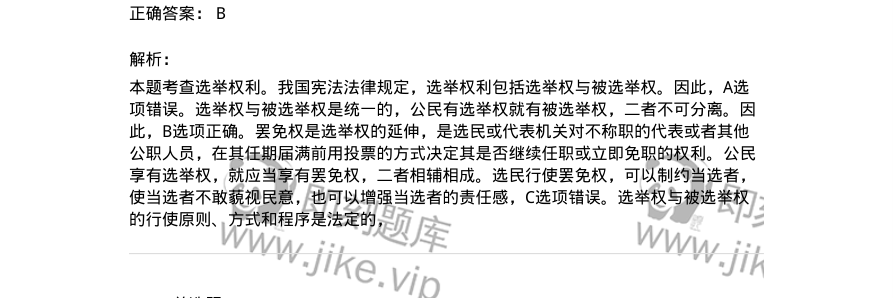 正确答案： B
解析：
本题考查选举权利。我国宪法法律规定，选举权利包括选举权与被选举权。因此，A选
项错误。选举权与被选举权是统一的，公民有选举权就有被选举权，二者不可分离。因
此，B选项正确。罢免权是选举权的延伸，是选民或代表机关对不称职的代表或者其他
公职人员，在其任期届满前用投票的方式决定其是否继续任职或立即免职的权利。公民
享有选举权，就应当享有罢免权，二者相辅相成。选民行使罢免权，可以制约当选者，
使当选者不敢藐视民意，也可以增强当选者的责任感，C选项错误。选举权与被选举权
的行使原则、方式和程序是法定的，
即刻题库
www.jike.vip
即刻
www.jik